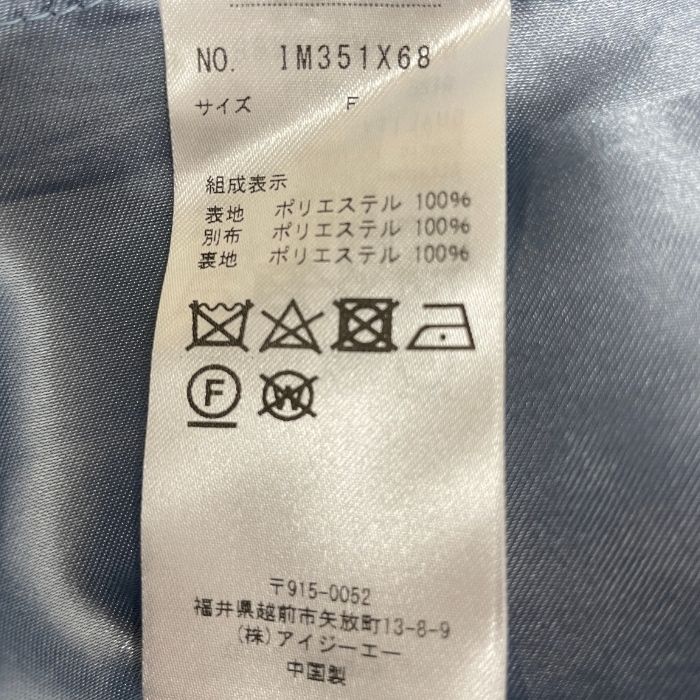 NO. IM351X68
サイズ F
組成表示
表地 ポリエステル 100%
別布 ポリエステル 100%
裏地 ポリエステル 100%
F W
〒915-0052
福井県越前市矢放町13-8-9
(株)アイジーエー
中国製